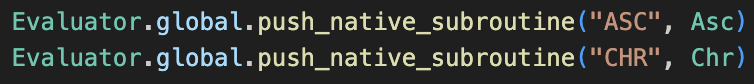 Evaluator.global.push_native_subroutine("ASC", Asc)
Evaluator.global.push_native_subroutine("CHR", Chr)